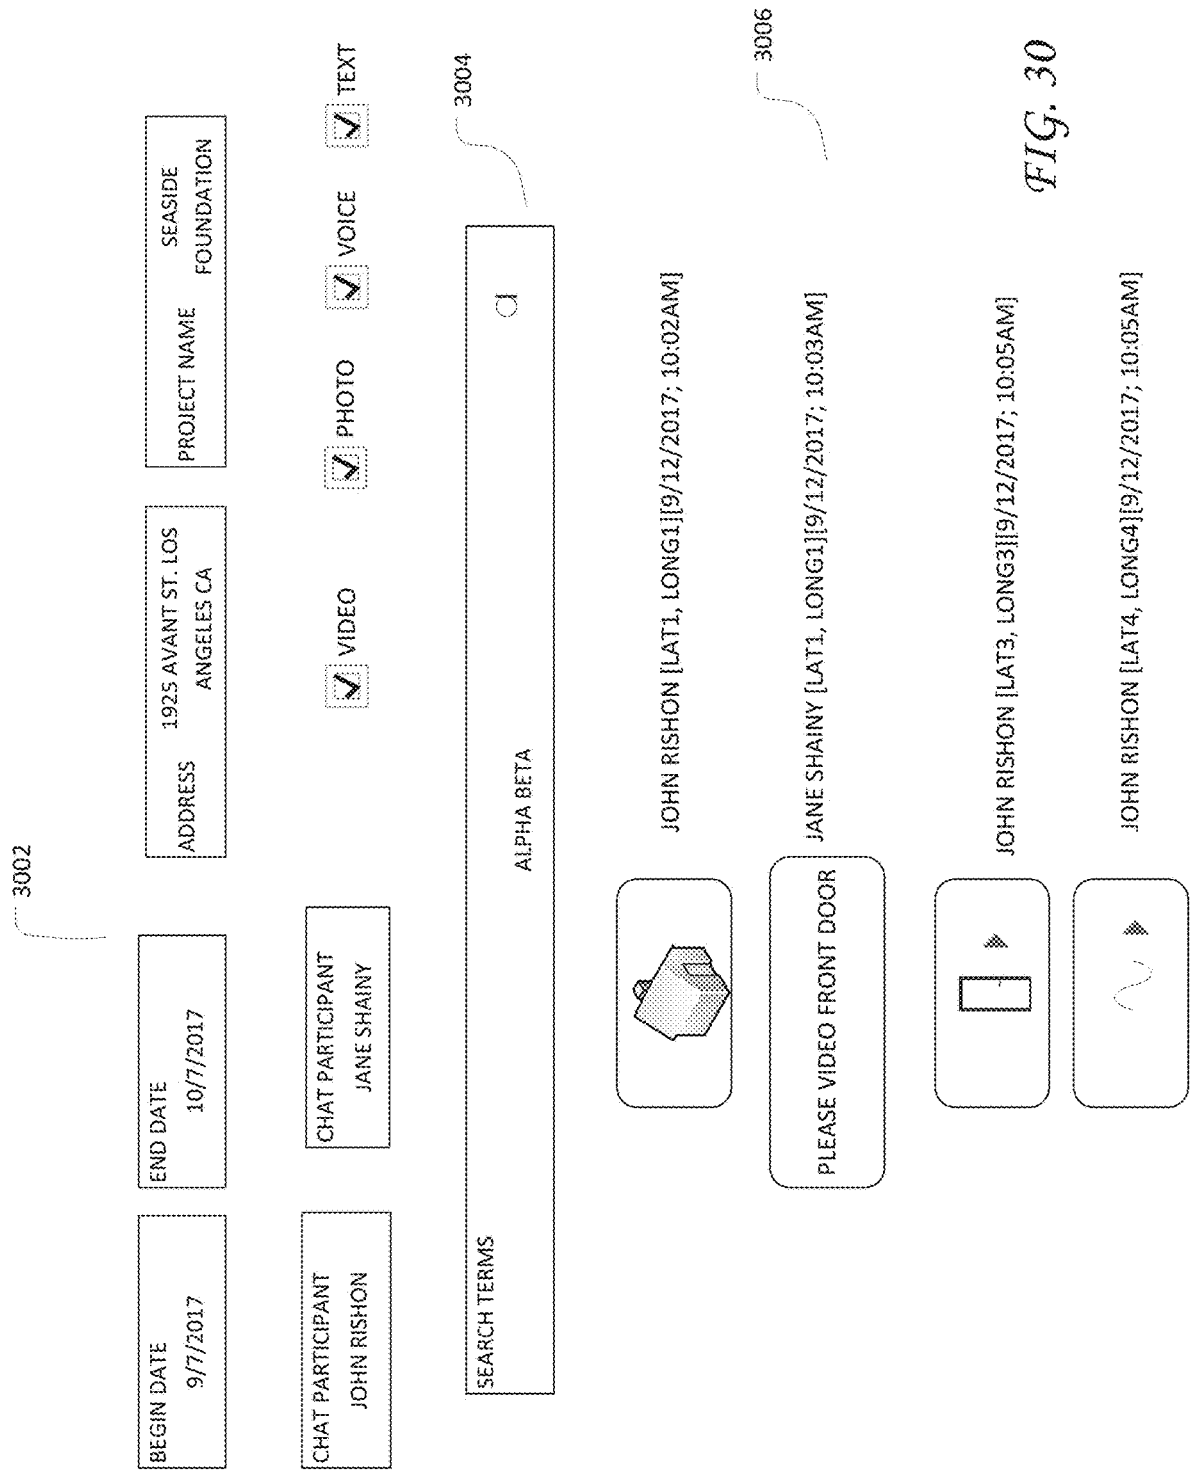 3002
BEGIN DATE
9/7/2017
END DATE
10/7/2017
ADDRESS
1925 AVANT ST. LOS
ANGELES CA
PROJECT NAME
SEASIDE
FOUNDATION
CHAT PARTICIPANT
JOHN RISHON
CHAT PARTICIPANT
JANE SHAINY
VIDEO
PHOTO
VOICE
TEXT
3004
SEARCH TERMS
ALPHA BETA
JOHN RISHON [LAT1, LONG1][9/12/2017; 10:02AM]
3006
PLEASE VIDEO FRONT DOOR
JANE SHAINY [LAT1, LONG1][9/12/2017; 10:03AM]
JOHN RISHON [LAT3, LONG3][9/12/2017; 10:05AM]
JOHN RISHON [LAT4, LONG4][9/12/2017; 10:05AM]
FIG. 30